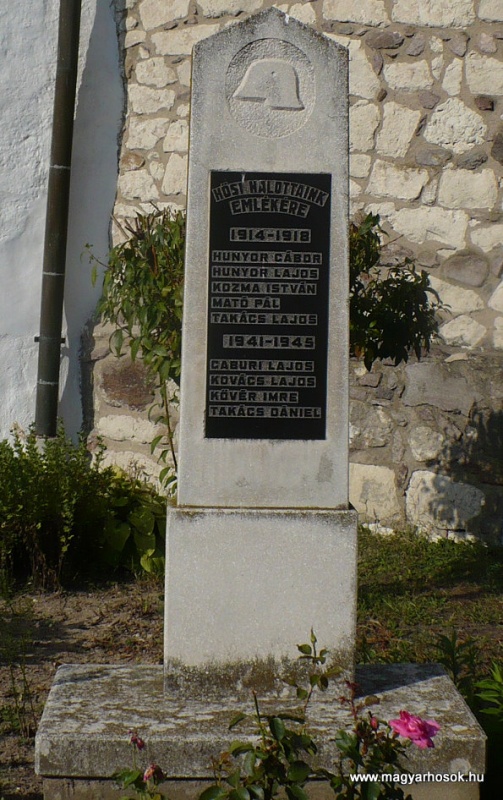 HŐSI HALOTTAINK
EMLÉKÉRE
1914-1918
HUNYOR GÁBOR
HUNYOR LAJOS
KOZMA ISTVÁN
MATŐ PÁL
TAKÁCS LAJOS
1941-1945
GABURI LAJOS
KOVÁCS LAJOS
KÖVÉR IMRE
TAKÁCS DÁNIEL
www.magyarhosok.hu